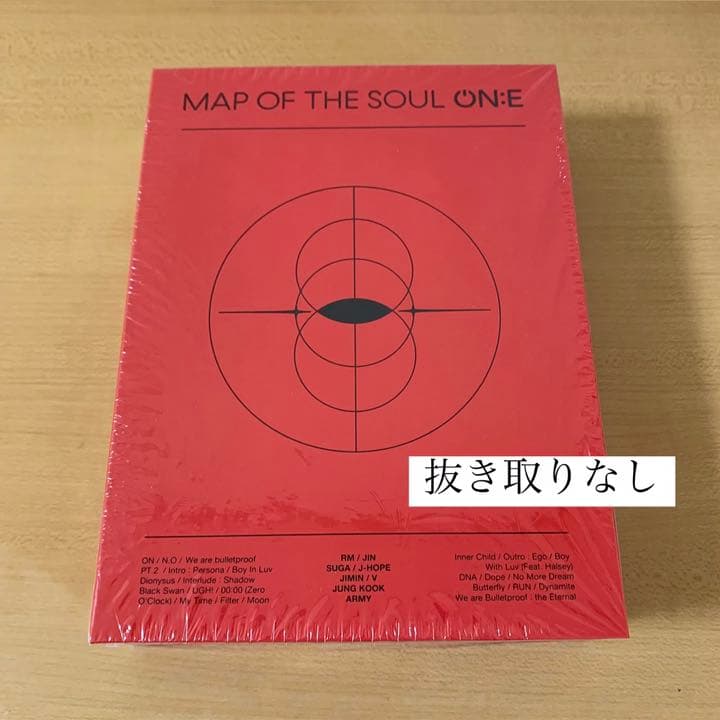 MAP OF THE SOUL ON:E
抜き取りなし
ON / N.O / We are bulletproof
PT.2 / Intro : Persona / Boy In Luv
Dionysus / Interlude : Shadow
Black Swan / UGH! / 00:00 (Zero
O'Clock) / My Time / Filter / Moon
RM / JIN
SUGA / J-HOPE
JIMIN / V
JUNG KOOK
ARMY
Inner Child / Outro : Ego / Boy
With Luv (Feat. Halsey)
DNA / Dope / No More Dream
Butterfly / RUN / Dynamite
We are Bulletproof : the Eternal